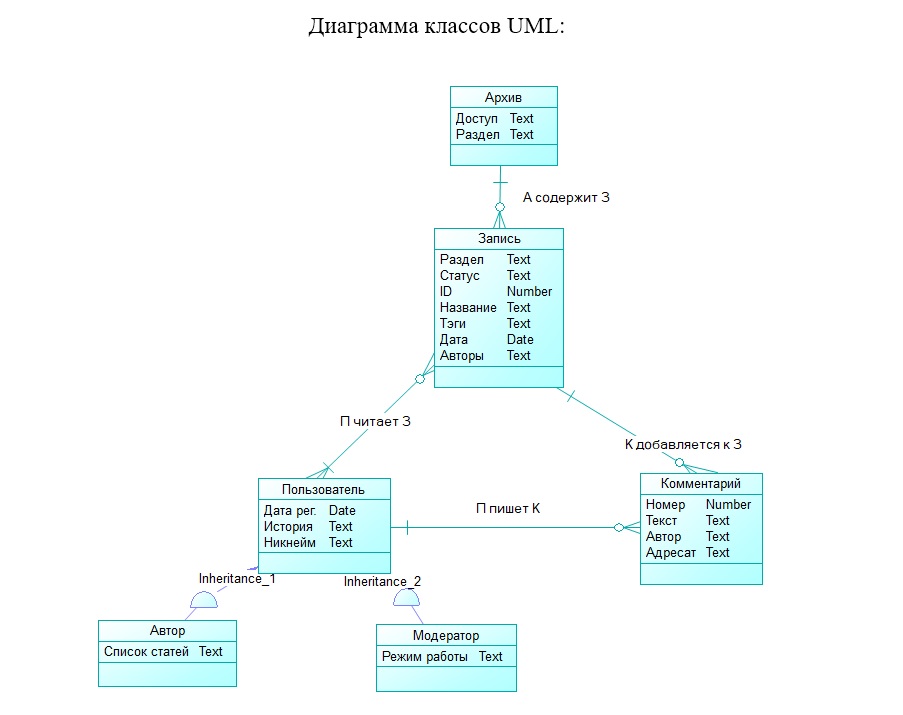 Диаграмма классов UML:
Архив
Доступ Text
Раздел Text
А содержит З
Запись
Раздел Text
Статус Text
ID Number
Название Text
Тэги Text
Дата Date
Авторы Text
П читает З
К добавляется к З
Пользователь
Дата рег. Date
История Text
Никнейм Text
П пишет К
Комментарий
Номер Number
Текст Text
Автор Text
Адресат Text
Inheritance_1
Inheritance_2
Автор
Список статей Text
Модератор
Режим работы Text